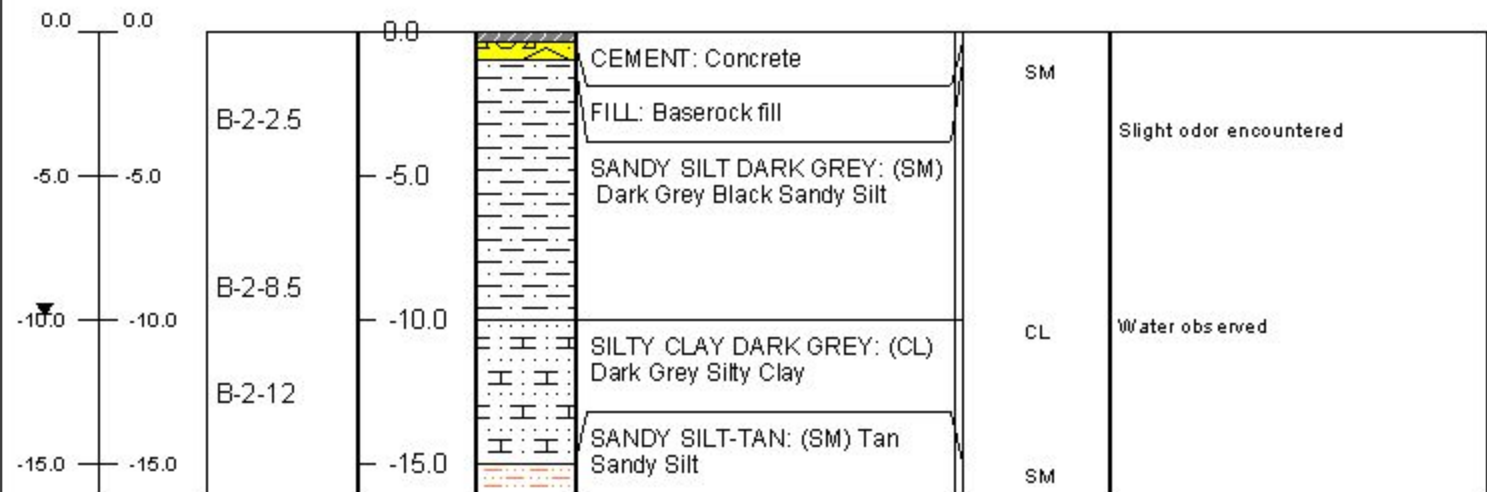 0.0 0.0 0.0
CEMENT: Concrete
SM
FILL: Baserock fill
B-2-2.5
Slight odor encountered
SANDY SILT DARK GREY: (SM)
Dark Grey Black Sandy Silt
-5.0 -5.0 -5.0
B-2-8.5
-10.0 -10.0 -10.0
Water observed
CL
SILTY CLAY DARK GREY: (CL)
Dark Grey Silty Clay
B-2-12
SANDY SILT-TAN: (SM) Tan
Sandy Silt
-15.0 -15.0 -15.0
SM